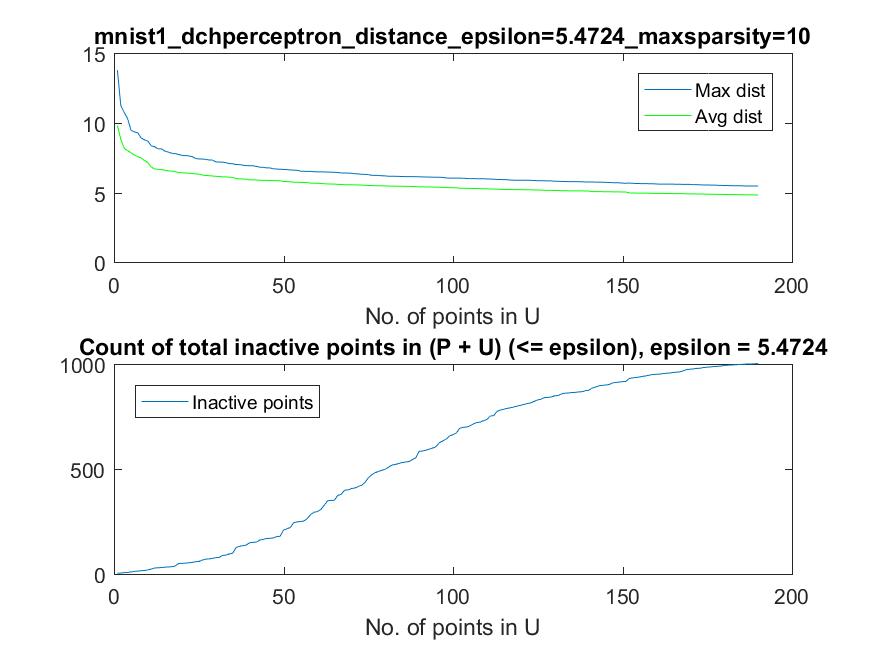 mnist1_dchperceptron_distance_epsilon=5.4724_maxsparsity=10
15
10
5
0
Max dist
Avg dist
0 50 100 150 200
No. of points in U
Count of total inactive points in (P + U) (<= epsilon), epsilon = 5.4724
1000
500
0
Inactive points
0 50 100 150 200
No. of points in U